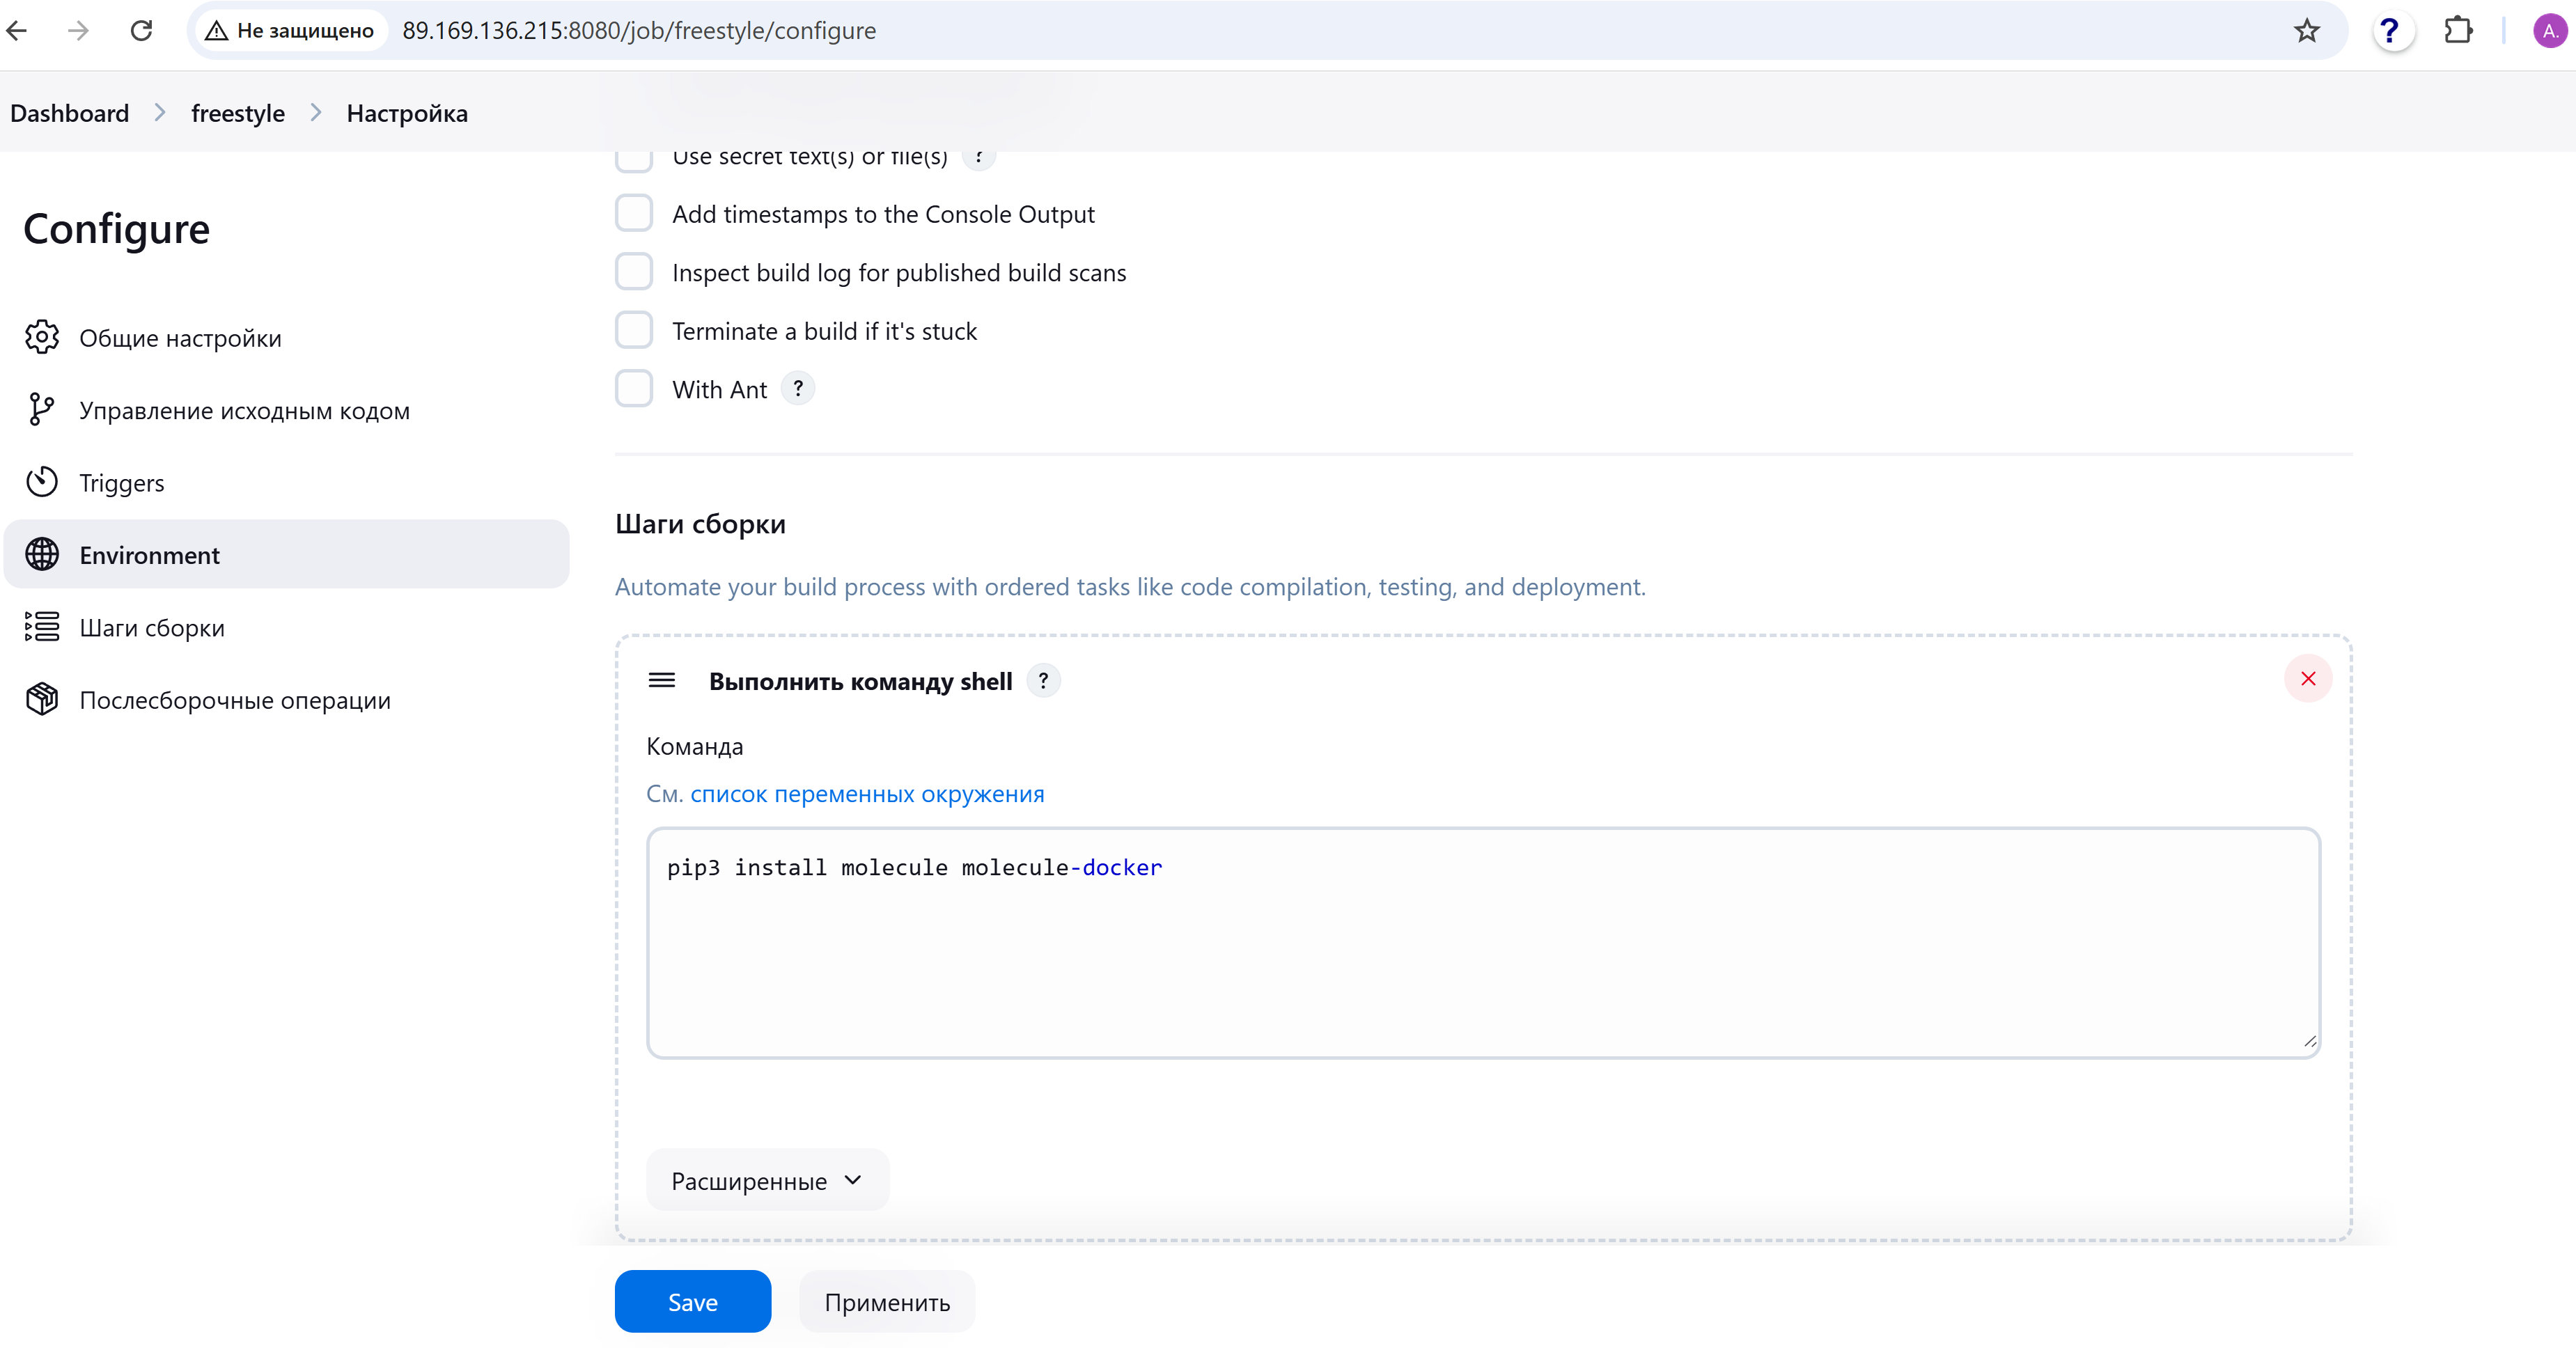 Не защищено 89.169.136.215:8080/job/freestyle/configure ? A.
Dashboard freestyle Настройка
Use secret text(s) or file(s) ?
Configure
Add timestamps to the Console Output
Inspect build log for published build scans
Terminate a build if it's stuck
With Ant ?
Общие настройки
Управление исходным кодом
Triggers
Environment
Шаги сборки
Послесборочные операции
Шаги сборки
Automate your build process with ordered tasks like code compilation, testing, and deployment.
Выполнить команду shell ?
Команда
См. список переменных окружения
pip3 install molecule molecule-docker
Расширенные
Save Применить